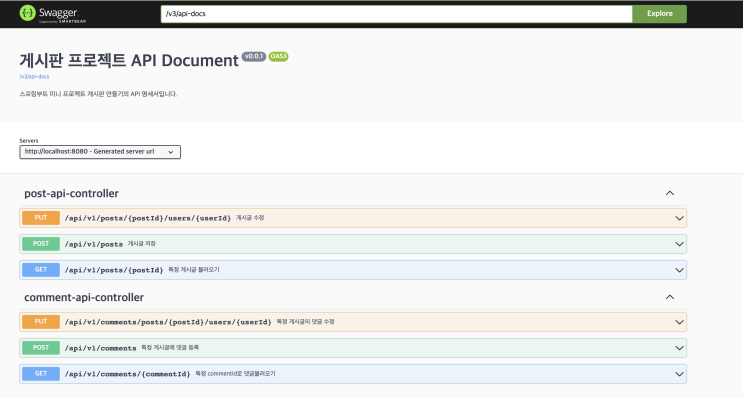 Swagger
Supported by SMARTBEAR
/v3/api-docs
Explore
게시판 프로젝트 API Document v0.0.1 OAS3
/v3/api-docs
스프링부트 미니 프로젝트 게시판 만들기의 API 명세서입니다.
Servers
http://localhost:8080 - Generated server url
post-api-controller
PUT /api/v1/posts/{postId}/users/{userId} 게시글 수정
POST /api/v1/posts 게시글 저장
GET /api/v1/posts/{postId} 특정 게시글 불러오기
comment-api-controller
PUT /api/v1/comments/posts/{postId}/users/{userId} 특정 게시글의 댓글 수정
POST /api/v1/comments 특정 게시글에 댓글 등록
GET /api/v1/comments/{commentId} 특정 commentId로 댓글불러오기